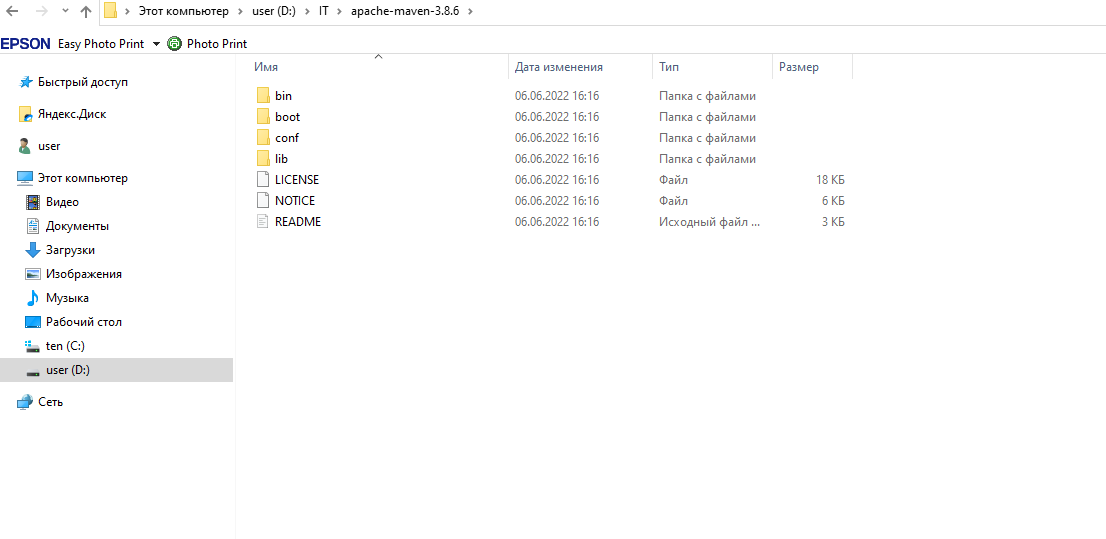 Этот компьютер > user (D:) > IT > apache-maven-3.8.6 >
EPSON Easy Photo Print Photo Print
Имя Дата изменения Тип Размер
Быстрый доступ
Яндекс.Диск
user
Этот компьютер
Видео
Документы
Загрузки
Изображения
Музыка
Рабочий стол
ten (C:)
user (D:)
Сеть
bin 06.06.2022 16:16 Папка с файлами
boot 06.06.2022 16:16 Папка с файлами
conf 06.06.2022 16:16 Папка с файлами
lib 06.06.2022 16:16 Папка с файлами
LICENSE 06.06.2022 16:16 Файл 18 КБ
NOTICE 06.06.2022 16:16 Файл 6 КБ
README 06.06.2022 16:16 Исходный файл ... 3 КБ